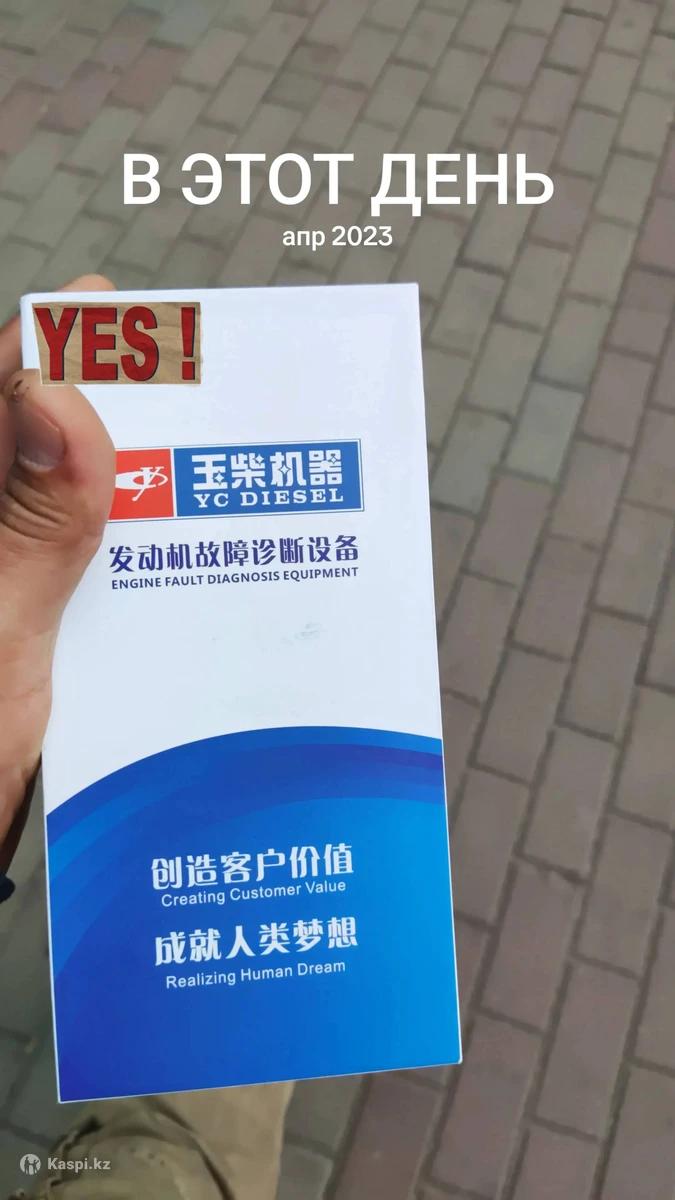 В ЭТОТ ДЕНЬ
апр 2023
YES !
玉柴机器
YC DIESEL
发动机故障诊断设备
ENGINE FAULT DIAGNOSIS EQUIPMENT
创造客户价值
Creating Customer Value
成就人类梦想
Realizing Human Dream
Kaspi.kz